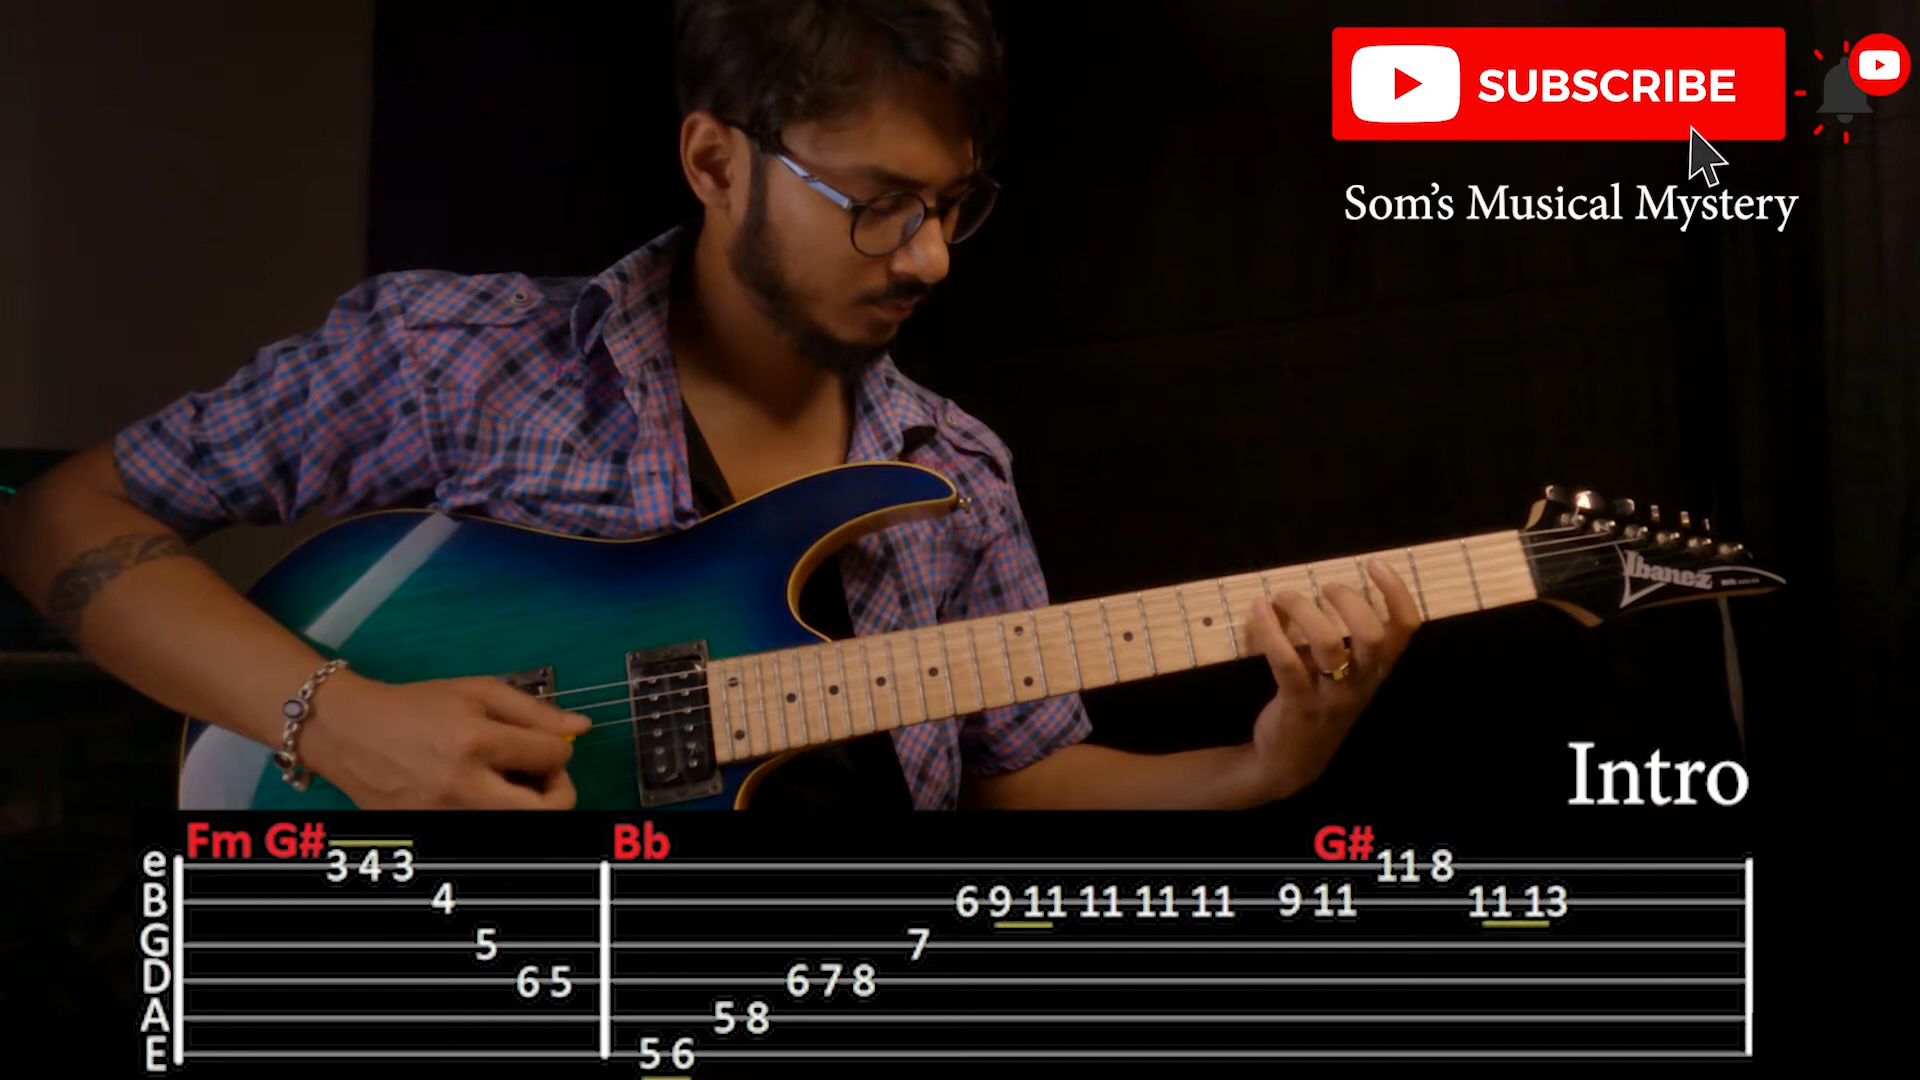 SUBSCRIBE
Som's Musical Mystery
Ibanez
Intro
Fm G# Bb G#
e 3 4 3 11 8
B 4 6 9 11 11 11 11 9 11 11 13
G 5 7
D 6 5 6 7 8
A 5 8
E 5 6